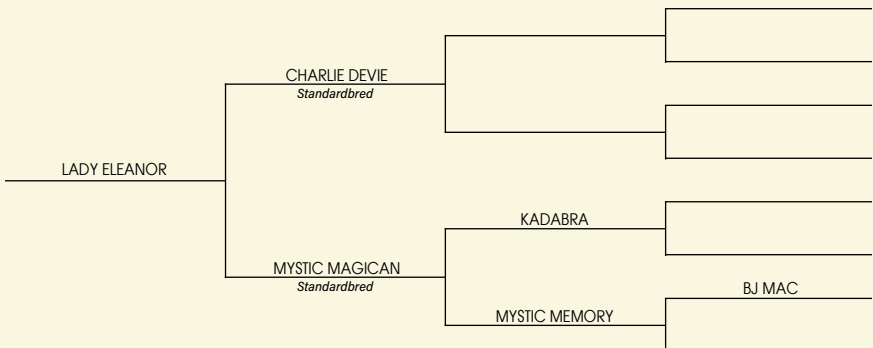 CHARLIE DEVIE
Standardbred
LADY ELEANOR
KADABRA
MYSTIC MAGICAN
Standardbred
BJ MAC
MYSTIC MEMORY